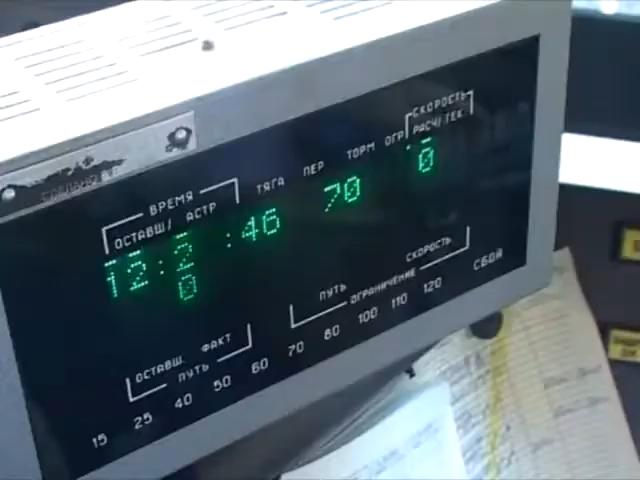 СКОРОСТЬ
ВРЕМЯ ТЯГА ПЕР ТОРМ ОГР РАСЧ/ТЕК
ОСТАВШ/ АСТР
12:2 :46 70 0
0
ПУТЬ СКОРОСТЬ
ОГРАНИЧЕНИЕ СБОЙ
ОСТАВШ. ФАКТ
ПУТЬ
15 25 40 50 60 70 80 100 110 120